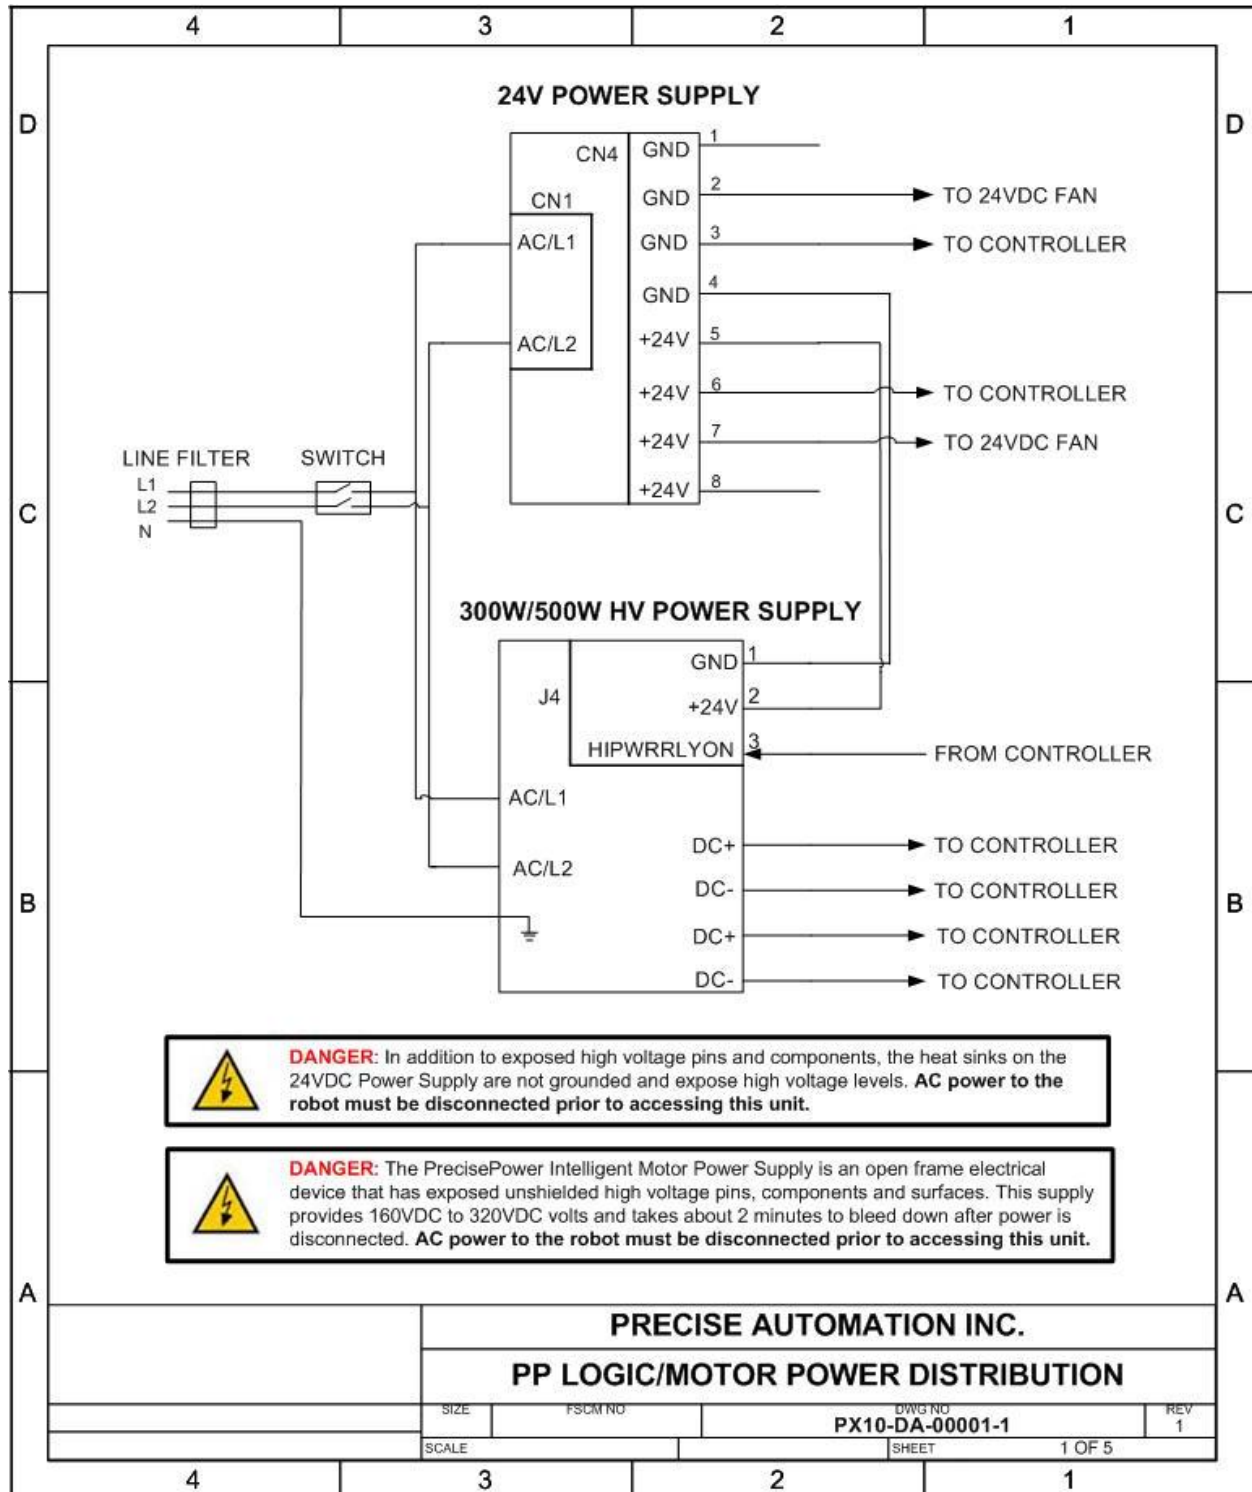 4 3 2 1
D D
C C
B B
A A
24V POWER SUPPLY
CN4
CN1
AC/L1
AC/L2
GND 1
GND 2 TO 24VDC FAN
GND 3 TO CONTROLLER
GND 4
+24V 5
+24V 6 TO CONTROLLER
+24V 7 TO 24VDC FAN
+24V 8
LINE FILTER SWITCH
L1
L2
N
300W/500W HV POWER SUPPLY
J4
GND 1
+24V 2
HIPWRRLYON 3 FROM CONTROLLER
AC/L1
AC/L2
DC+ TO CONTROLLER
DC- TO CONTROLLER
DC+ TO CONTROLLER
DC- TO CONTROLLER
DANGER: In addition to exposed high voltage pins and components, the heat sinks on the
24VDC Power Supply are not grounded and expose high voltage levels. AC power to the
robot must be disconnected prior to accessing this unit.
DANGER: The PrecisePower Intelligent Motor Power Supply is an open frame electrical
device that has exposed unshielded high voltage pins, components and surfaces. This supply
provides 160VDC to 320VDC volts and takes about 2 minutes to bleed down after power is
disconnected. AC power to the robot must be disconnected prior to accessing this unit.
PRECISE AUTOMATION INC.
PP LOGIC/MOTOR POWER DISTRIBUTION
SIZE FSCM NO DWG NO REV
PX10-DA-00001-1 1
SCALE SHEET 1 OF 5
4 3 2 1